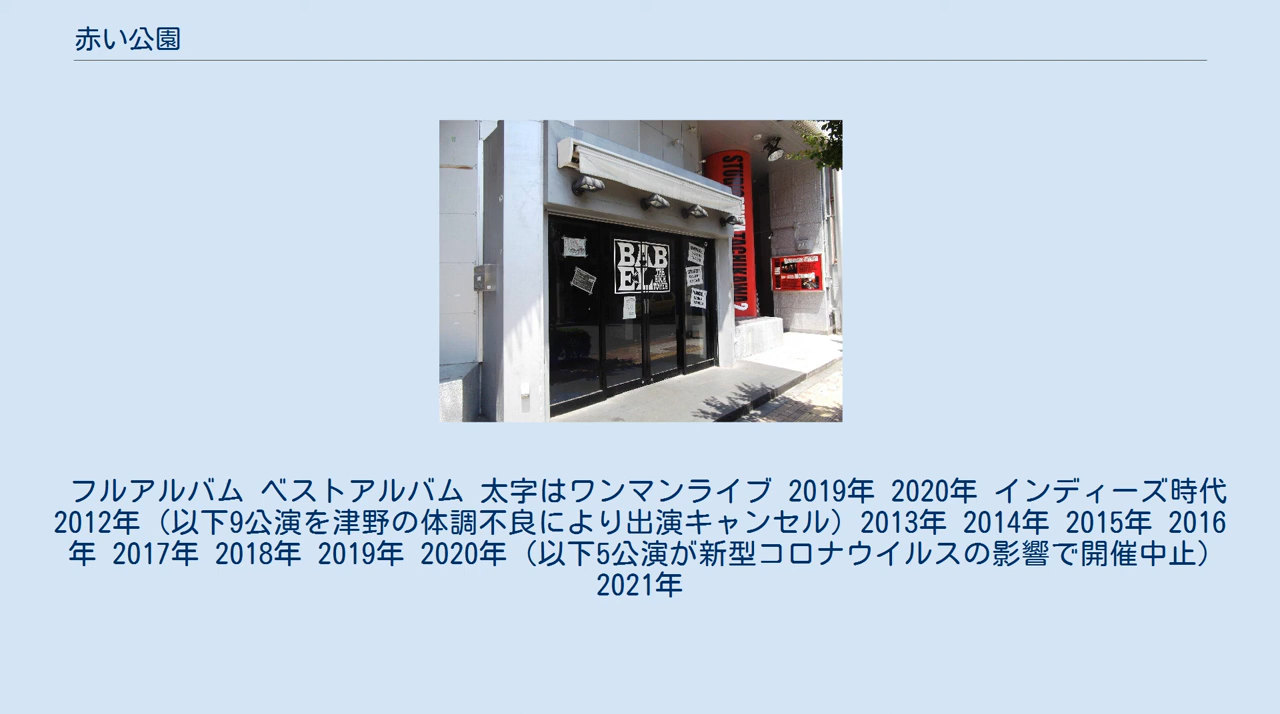 赤い公園
BAB
EL
THE
ROCK
TOWER
TACHIKAWA
フルアルバム ベストアルバム 太字はワンマンライブ 2019年 2020年 インディーズ時代
2012年（以下9公演を津野の体調不良により出演キャンセル）2013年 2014年 2015年 2016
年 2017年 2018年 2019年 2020年（以下5公演が新型コロナウイルスの影響で開催中止）
2021年